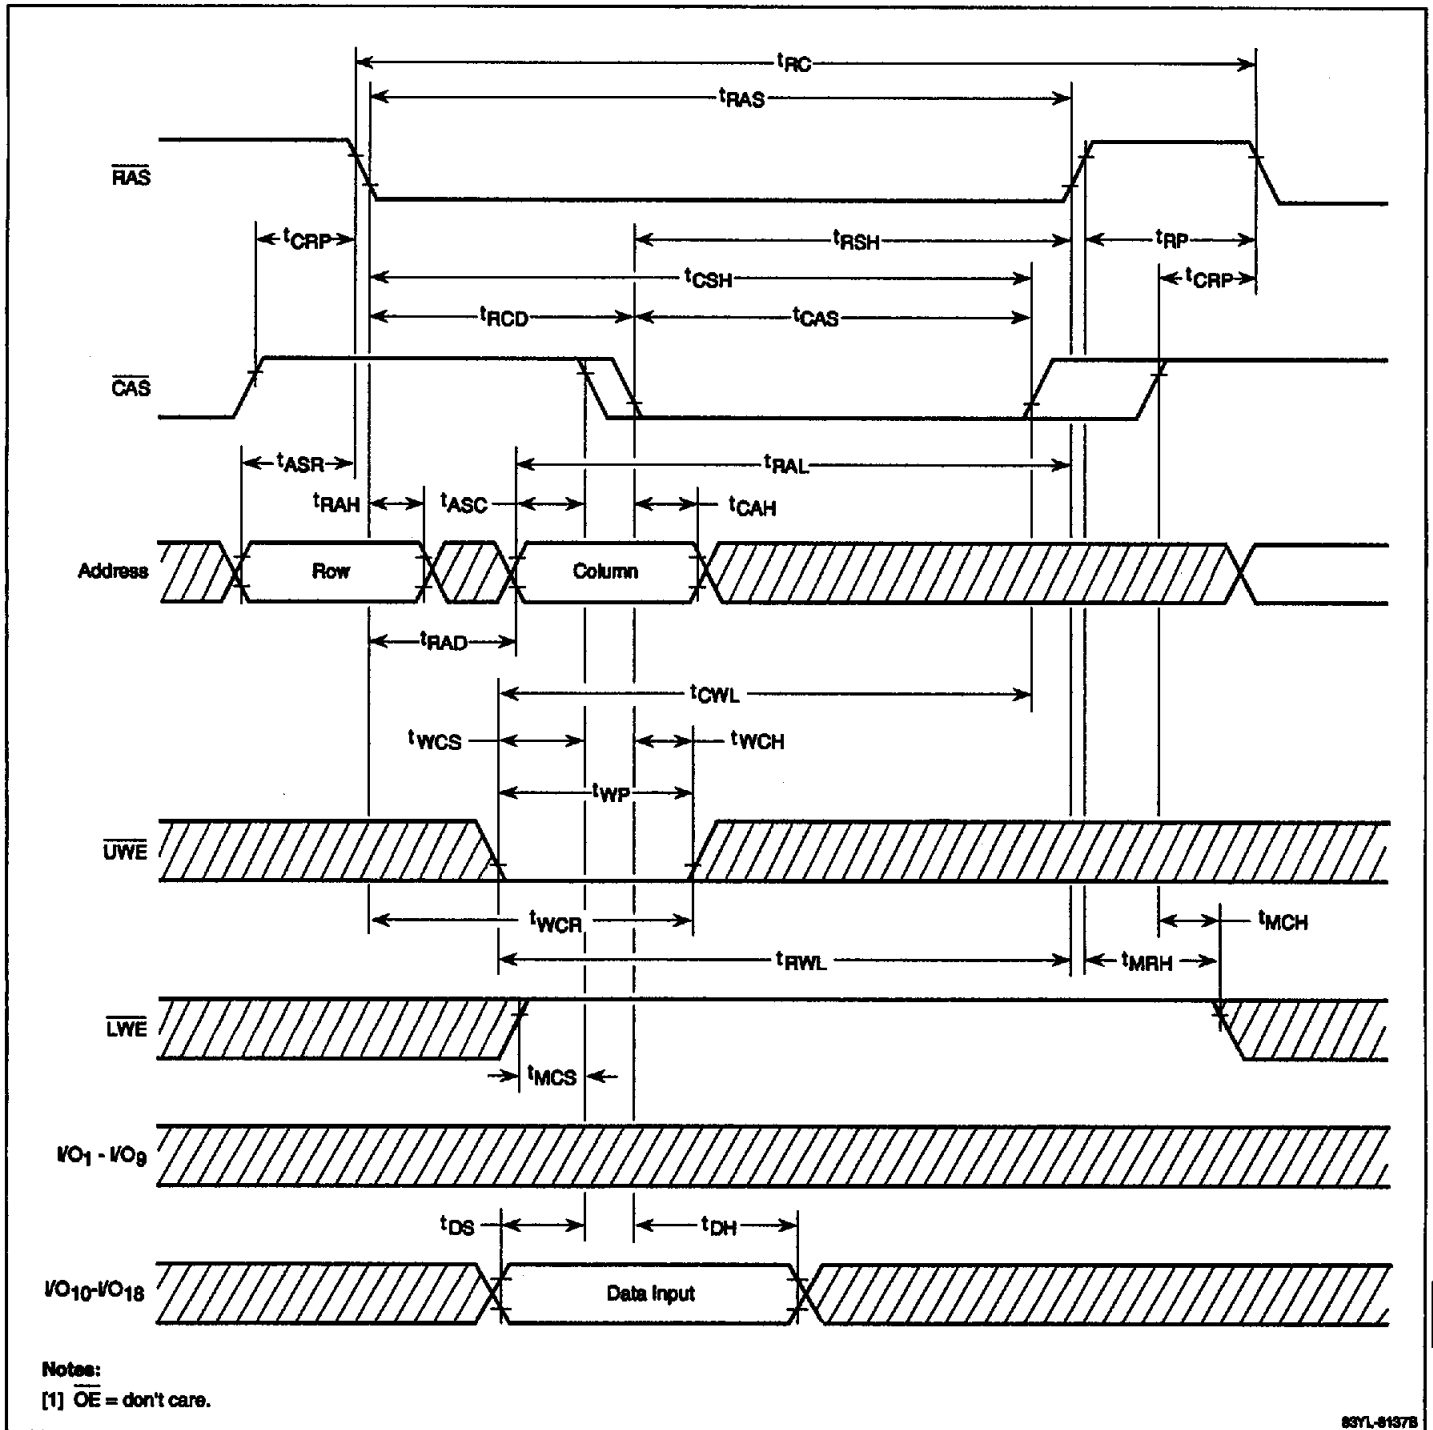 tRC
tRAS
RAS
tCRP
tRSH
tRP
tCSH
tCRP
tRCD
tCAS
CAS
tASR
tRAL
tRAH
tASC
tCAH
Address
Row
Column
tRAD
tCWL
tWCS
tWCH
tWP
UWE
tWCR
tMCH
tRWL
tMRH
LWE
tMCS
I/O1 - I/O9
tDS
tDH
I/O10-I/O18
Data Input
Notes:
[1] OE = don't care.
83YL-9137B